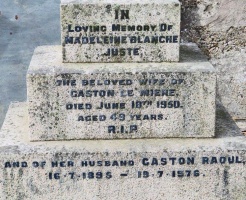 IN
LOVING MEMORY OF
MADELEINE BLANCHE
JUSTE
THE BELOVED WIFE OF
GASTON LE MIERE
DIED JUNE 10TH 1950.
AGED 49 YEARS.
R.I.P
AND OF HER HUSBAND GASTON RAOUL
16·7·1895 - 19·7·1976.